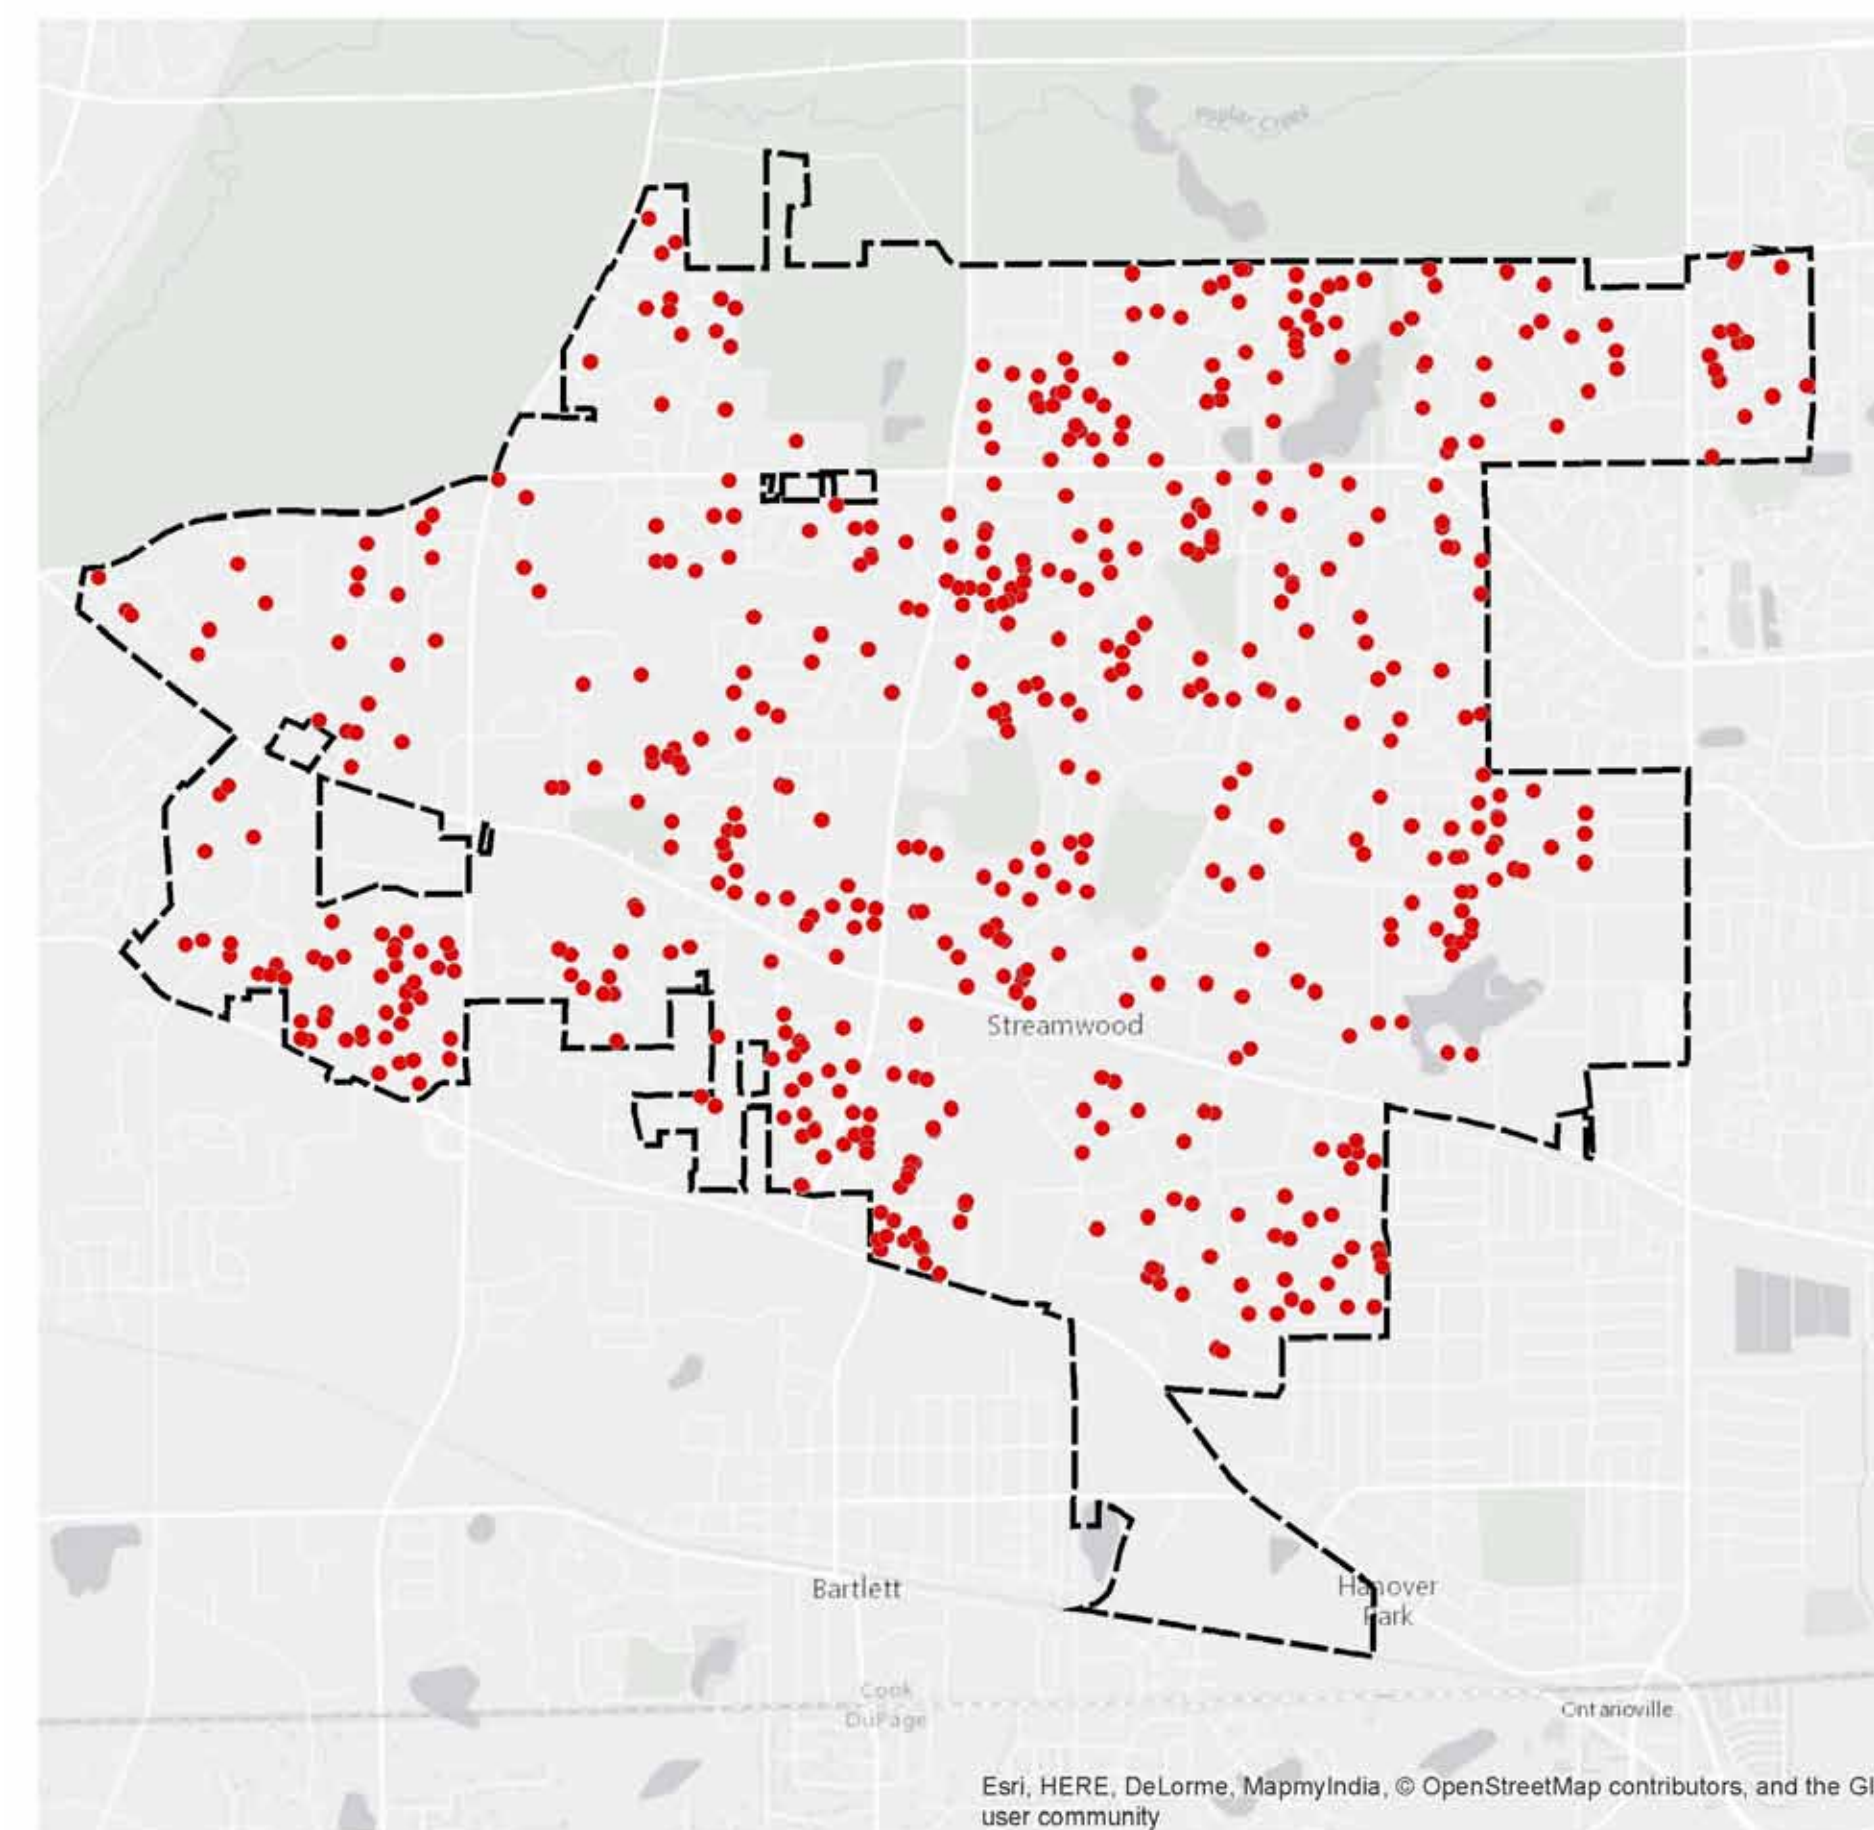 Poplar Creek
Streamwood
Bartlett
Hanover
Park
Cook
DuPage
Ontarioville
Esri, HERE, DeLorme, MapmyIndia, © OpenStreetMap contributors, and the GI
user community